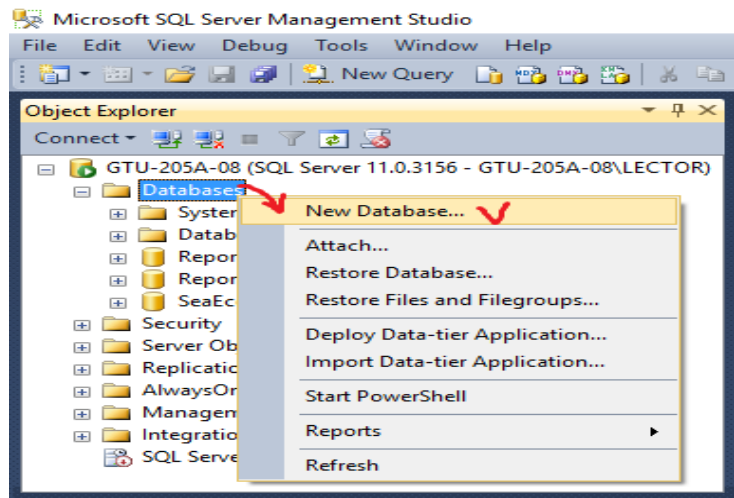 Microsoft SQL Server Management Studio
File Edit View Debug Tools Window Help
New Query
Object Explorer
Connect
GTU-205A-08 (SQL Server 11.0.3156 - GTU-205A-08\LECTOR)
Databases
System
New Database...
Datab
Attach...
Repor
Restore Database...
Repor
Restore Files and Filegroups...
SeaEc
Security
Deploy Data-tier Application...
Server Ob
Import Data-tier Application...
Replicatio
AlwaysOr
Start PowerShell
Managem
Reports
Integratio
SQL Serve
Refresh